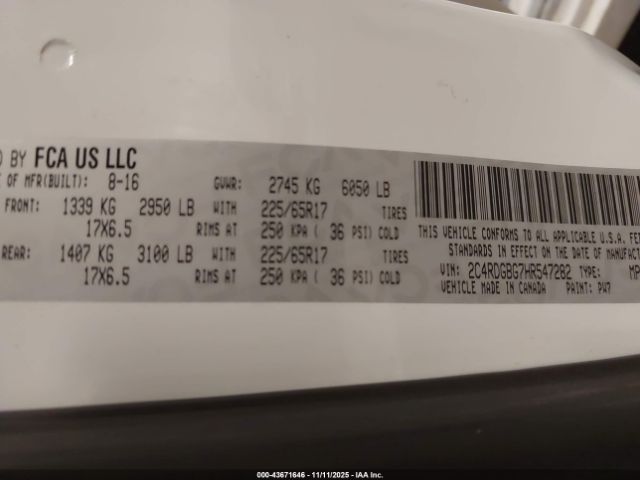 D BY FCA US LLC
E OF MFR(BUILT): 8-16 GVWR: 2745 KG 6050 LB
FRONT: 1339 KG 2950 LB WITH 225/65R17 TIRES
17X6.5 RIMS AT 250 KPA ( 36 PSI) COLD
REAR: 1407 KG 3100 LB WITH 225/65R17 TIRES
17X6.5 RIMS AT 250 KPA ( 36 PSI) COLD
THIS VEHICLE CONFORMS TO ALL APPLICABLE U.S.A. FE
STANDARDS IN EFFECT ON THE DATE OF MANUFACTUR
VIN: 2C4RDGBG7HR547282 TYPE: MP
VEHICLE MADE IN CANADA PAINT: PW7
000-43671646 - 11/11/2025 - IAA Inc.